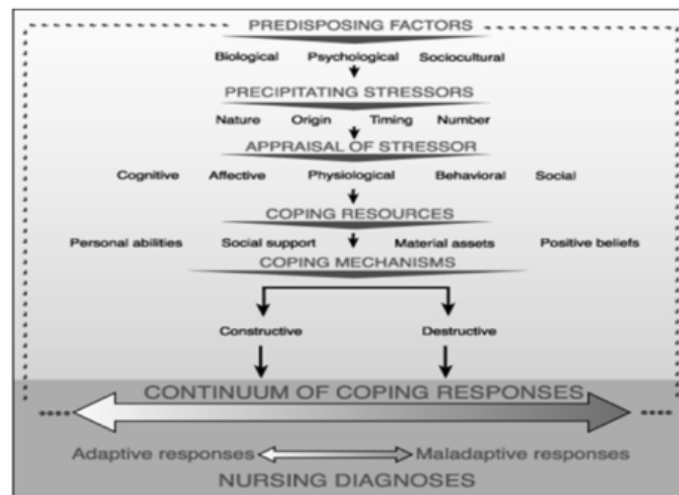 PREDISPOSING FACTORS
Biological Psychological Sociocultural
PRECIPITATING STRESSORS
Nature Origin Timing Number
APPRAISAL OF STRESSOR
Cognitive Affective Physiological Behavioral Social
COPING RESOURCES
Personal abilities Social support Material assets Positive beliefs
COPING MECHANISMS
Constructive Destructive
CONTINUUM OF COPING RESPONSES
Adaptive responses Maladaptive responses
NURSING DIAGNOSES